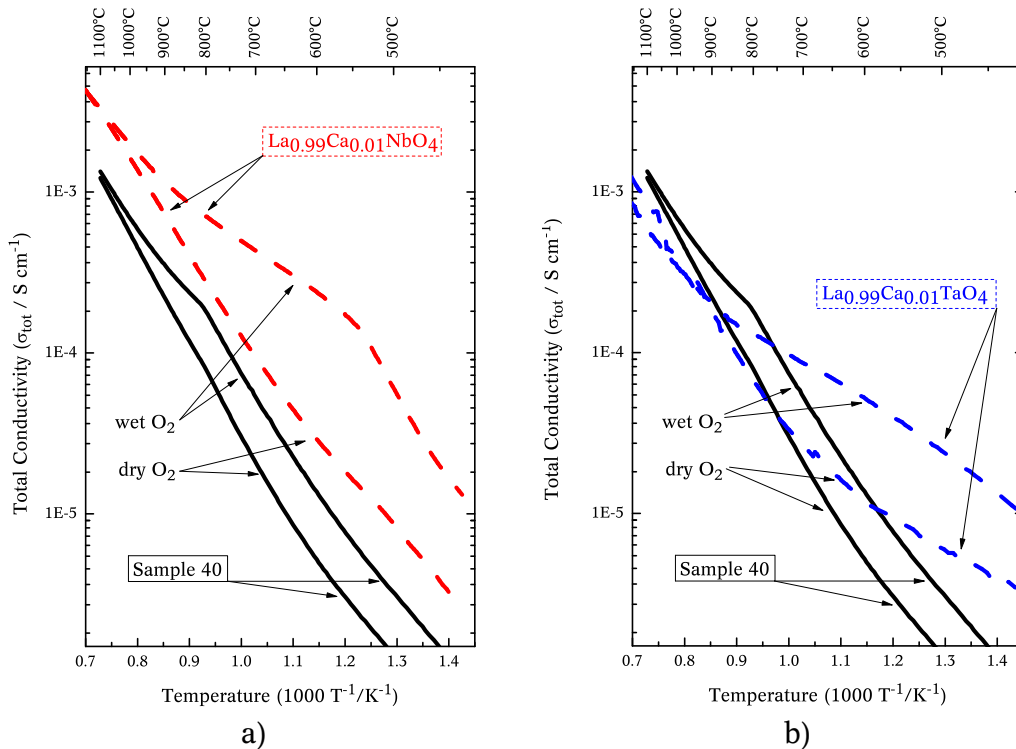 1100°C 1000°C 900°C 800°C 700°C 600°C 500°C
La0.99Ca0.01NbO4
1E-3
1E-4
1E-5
Total Conductivity (σtot / S cm-1)
wet O2
dry O2
Sample 40
0.7 0.8 0.9 1.0 1.1 1.2 1.3 1.4
Temperature (1000 T-1/K-1)
a)
1100°C 1000°C 900°C 800°C 700°C 600°C 500°C
La0.99Ca0.01TaO4
1E-3
1E-4
1E-5
Total Conductivity (σtot / S cm-1)
wet O2
dry O2
Sample 40
0.7 0.8 0.9 1.0 1.1 1.2 1.3 1.4
Temperature (1000 T-1/K-1)
b)